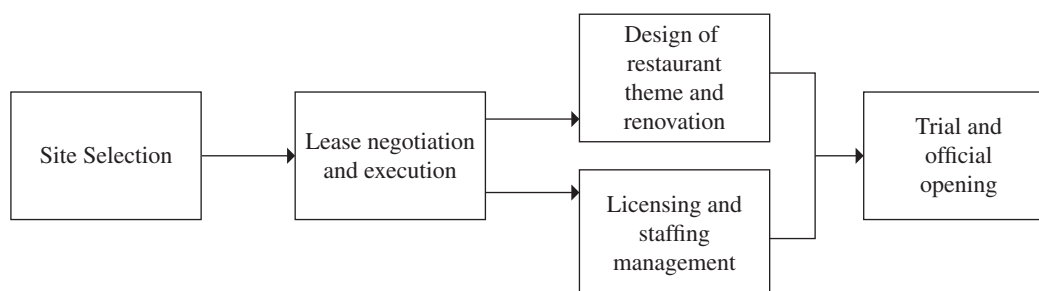 Site Selection
Lease negotiation
and execution
Design of
restaurant
theme and
renovation
Licensing and
staffing
management
Trial and
official
opening